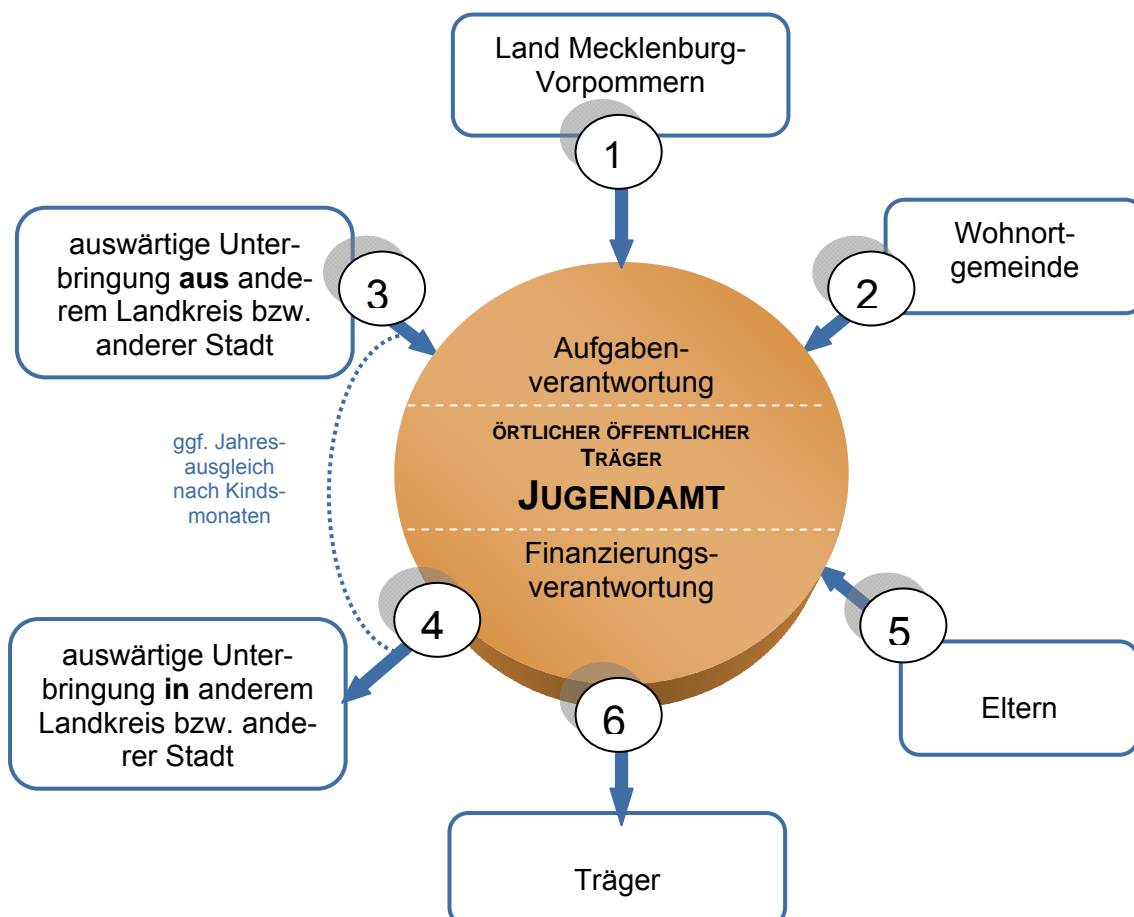 Land Mecklenburg-
Vorpommern
1
auswärtige Unter-
bringung aus ande-
rem Landkreis bzw.
anderer Stadt
3
Wohnort-
gemeinde
2
Aufgaben-
verantwortung
ÖRTLICHER ÖFFENTLICHER
TRÄGER
JUGENDAMT
Finanzierungs-
verantwortung
ggf. Jahres-
ausgleich
nach Kinds-
monaten
4
auswärtige Unter-
bringung in anderem
Landkreis bzw. ande-
rer Stadt
5
Eltern
6
Träger